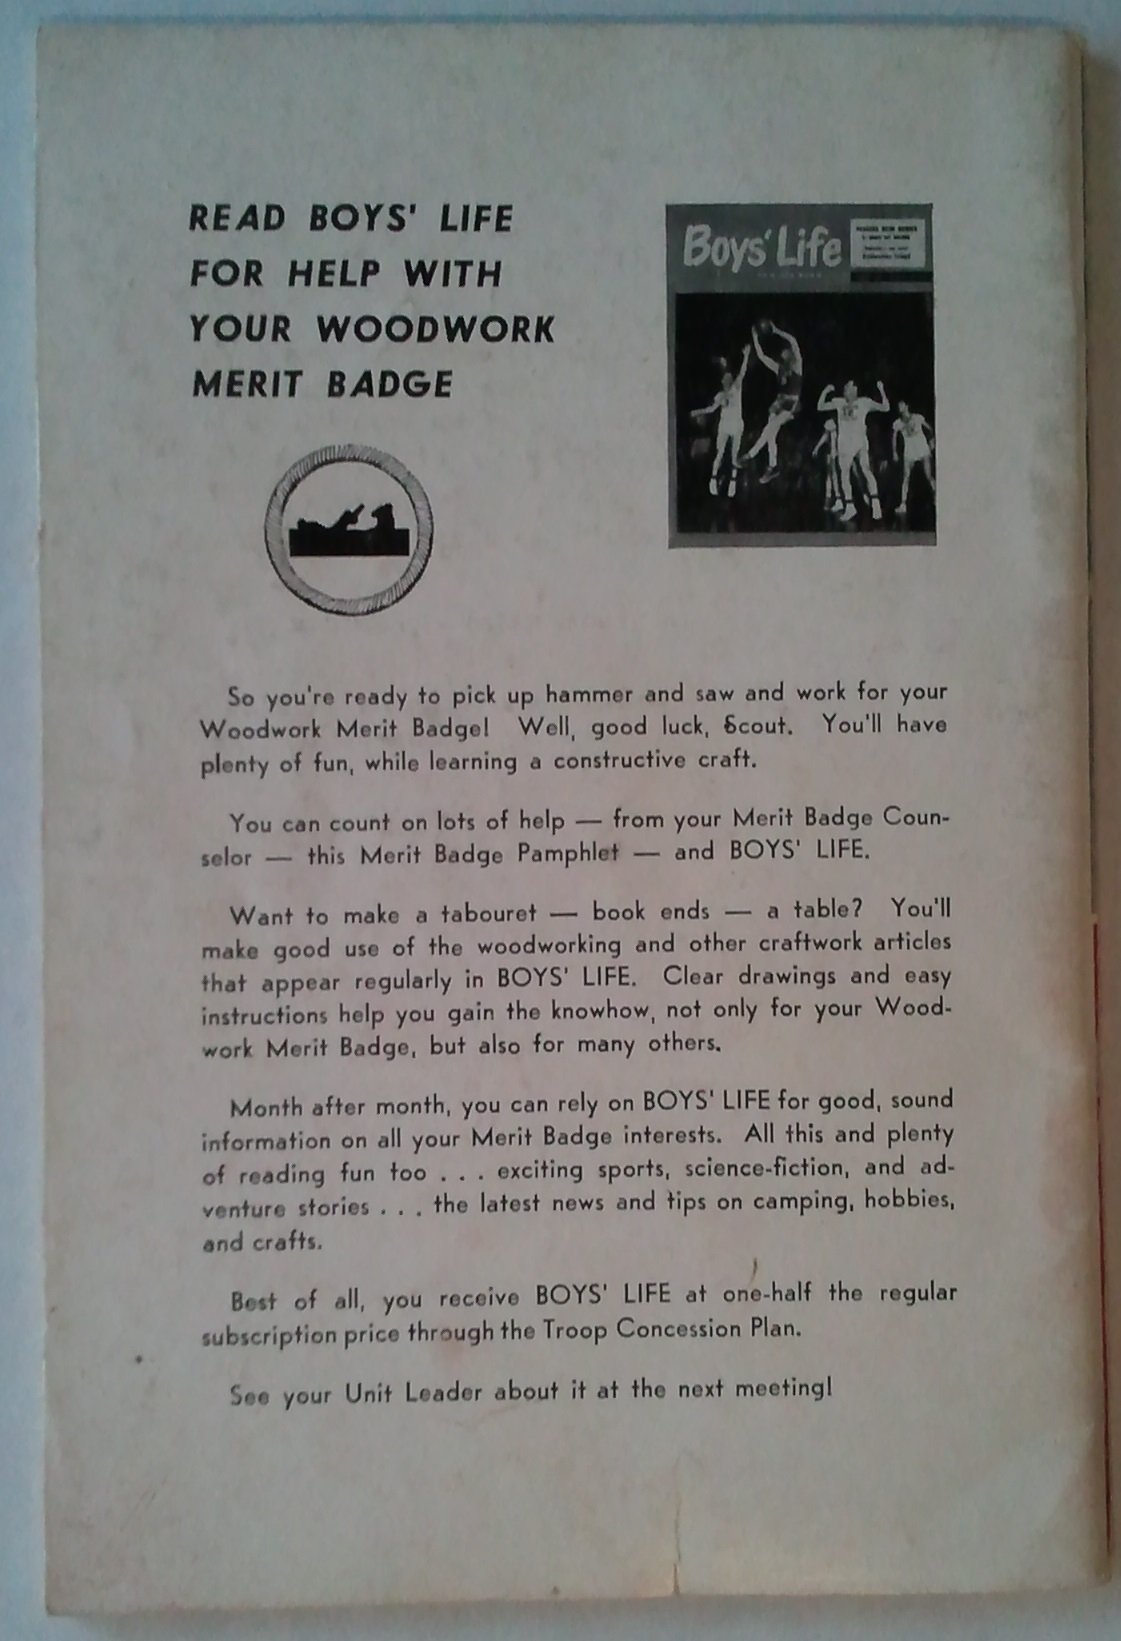 READ BOYS' LIFE
FOR HELP WITH
YOUR WOODWORK
MERIT BADGE
Boys' Life
So you're ready to pick up hammer and saw and work for your
Woodwork Merit Badge! Well, good luck, Scout. You'll have
plenty of fun, while learning a constructive craft.
You can count on lots of help — from your Merit Badge Coun-
selor — this Merit Badge Pamphlet — and BOYS' LIFE.
Want to make a tabouret — book ends — a table? You'll
make good use of the woodworking and other craftwork articles
that appear regularly in BOYS' LIFE. Clear drawings and easy
instructions help you gain the knowhow, not only for your Wood-
work Merit Badge, but also for many others.
Month after month, you can rely on BOYS' LIFE for good, sound
information on all your Merit Badge interests. All this and plenty
of reading fun too . . . exciting sports, science-fiction, and ad-
venture stories . . . the latest news and tips on camping, hobbies,
and crafts.
Best of all, you receive BOYS' LIFE at one-half the regular
subscription price through the Troop Concession Plan.
See your Unit Leader about it at the next meeting!